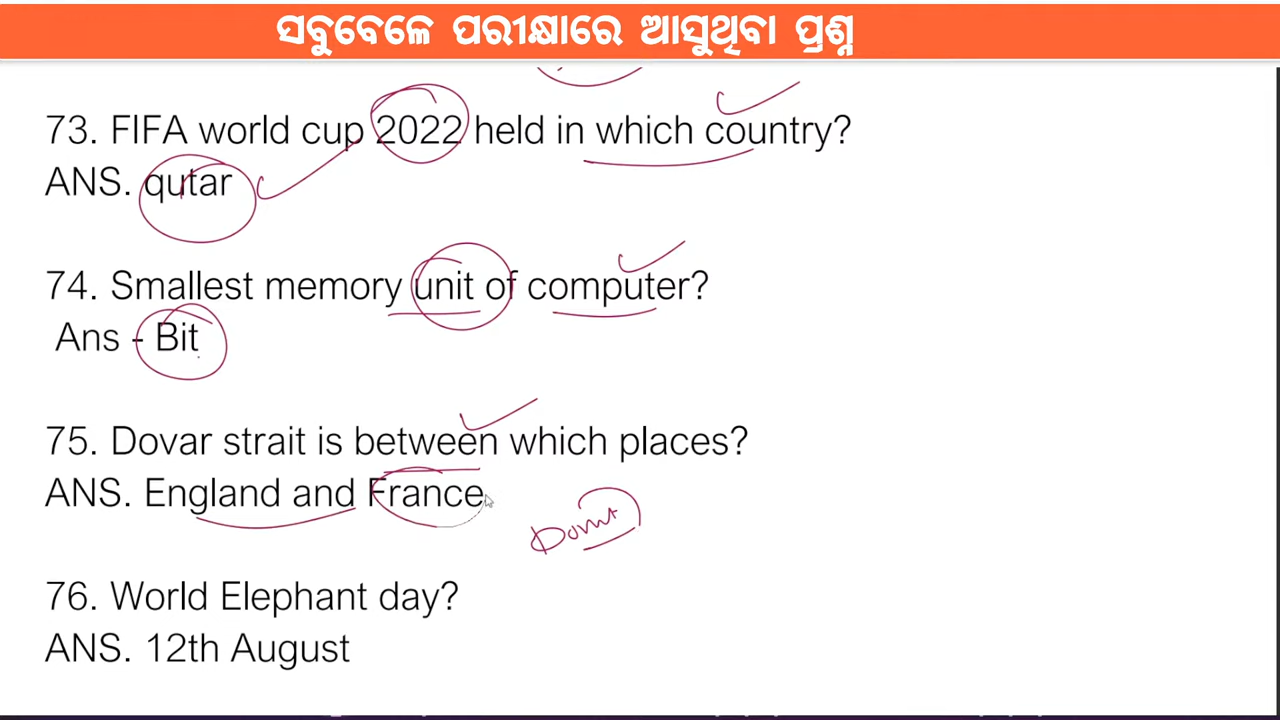 ସବୁବେଳେ ପରୀକ୍ଷାରେ ଆସୁଥିବା ପ୍ରଶ୍ନ
73. FIFA world cup 2022 held in which country?
ANS. qutar
74. Smallest memory unit of computer?
Ans - Bit
75. Dovar strait is between which places?
ANS. England and France
76. World Elephant day?
ANS. 12th August